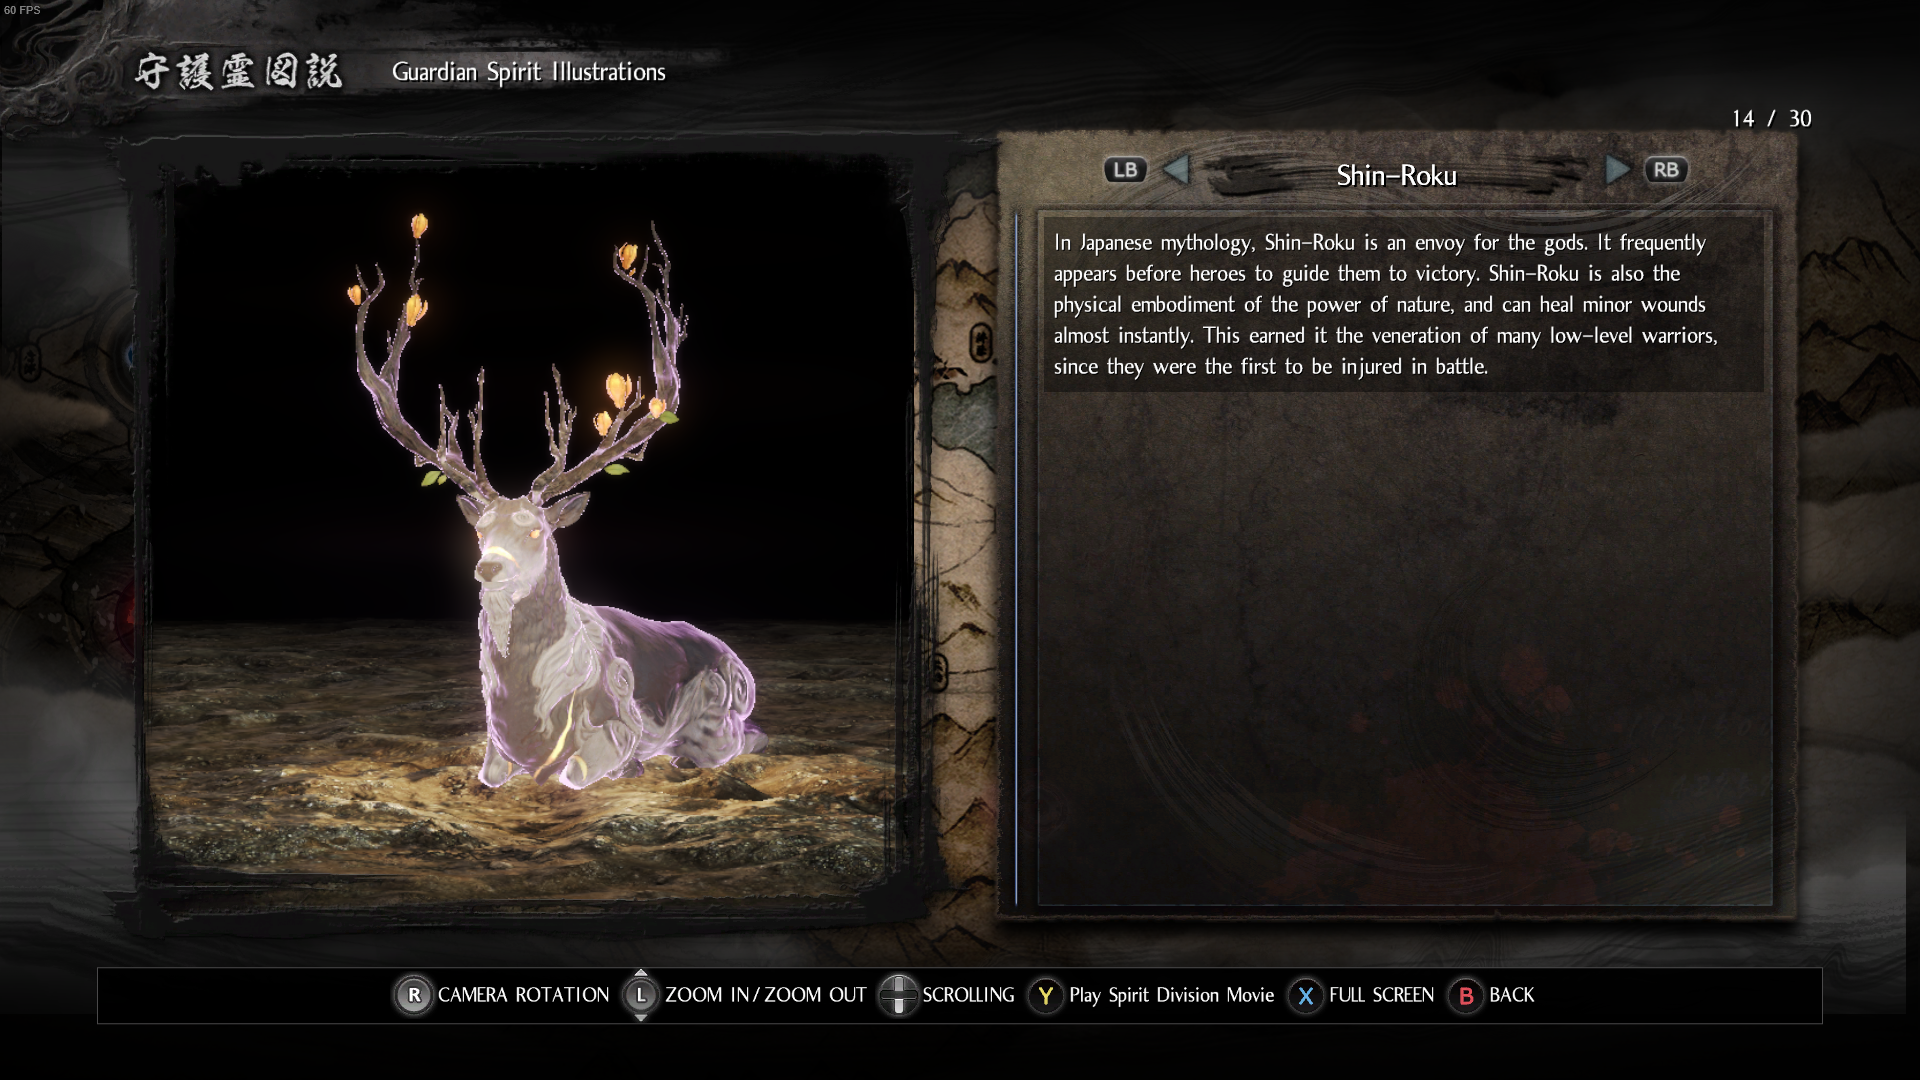 60 FPS
守護霊図説 Guardian Spirit Illustrations
14 / 30
LB Shin-Roku RB
In Japanese mythology, Shin-Roku is an envoy for the gods. It frequently
appears before heroes to guide them to victory. Shin-Roku is also the
physical embodiment of the power of nature, and can heal minor wounds
almost instantly. This earned it the veneration of many low-level warriors,
since they were the first to be injured in battle.
R CAMERA ROTATION L ZOOM IN / ZOOM OUT SCROLLING Y Play Spirit Division Movie X FULL SCREEN B BACK